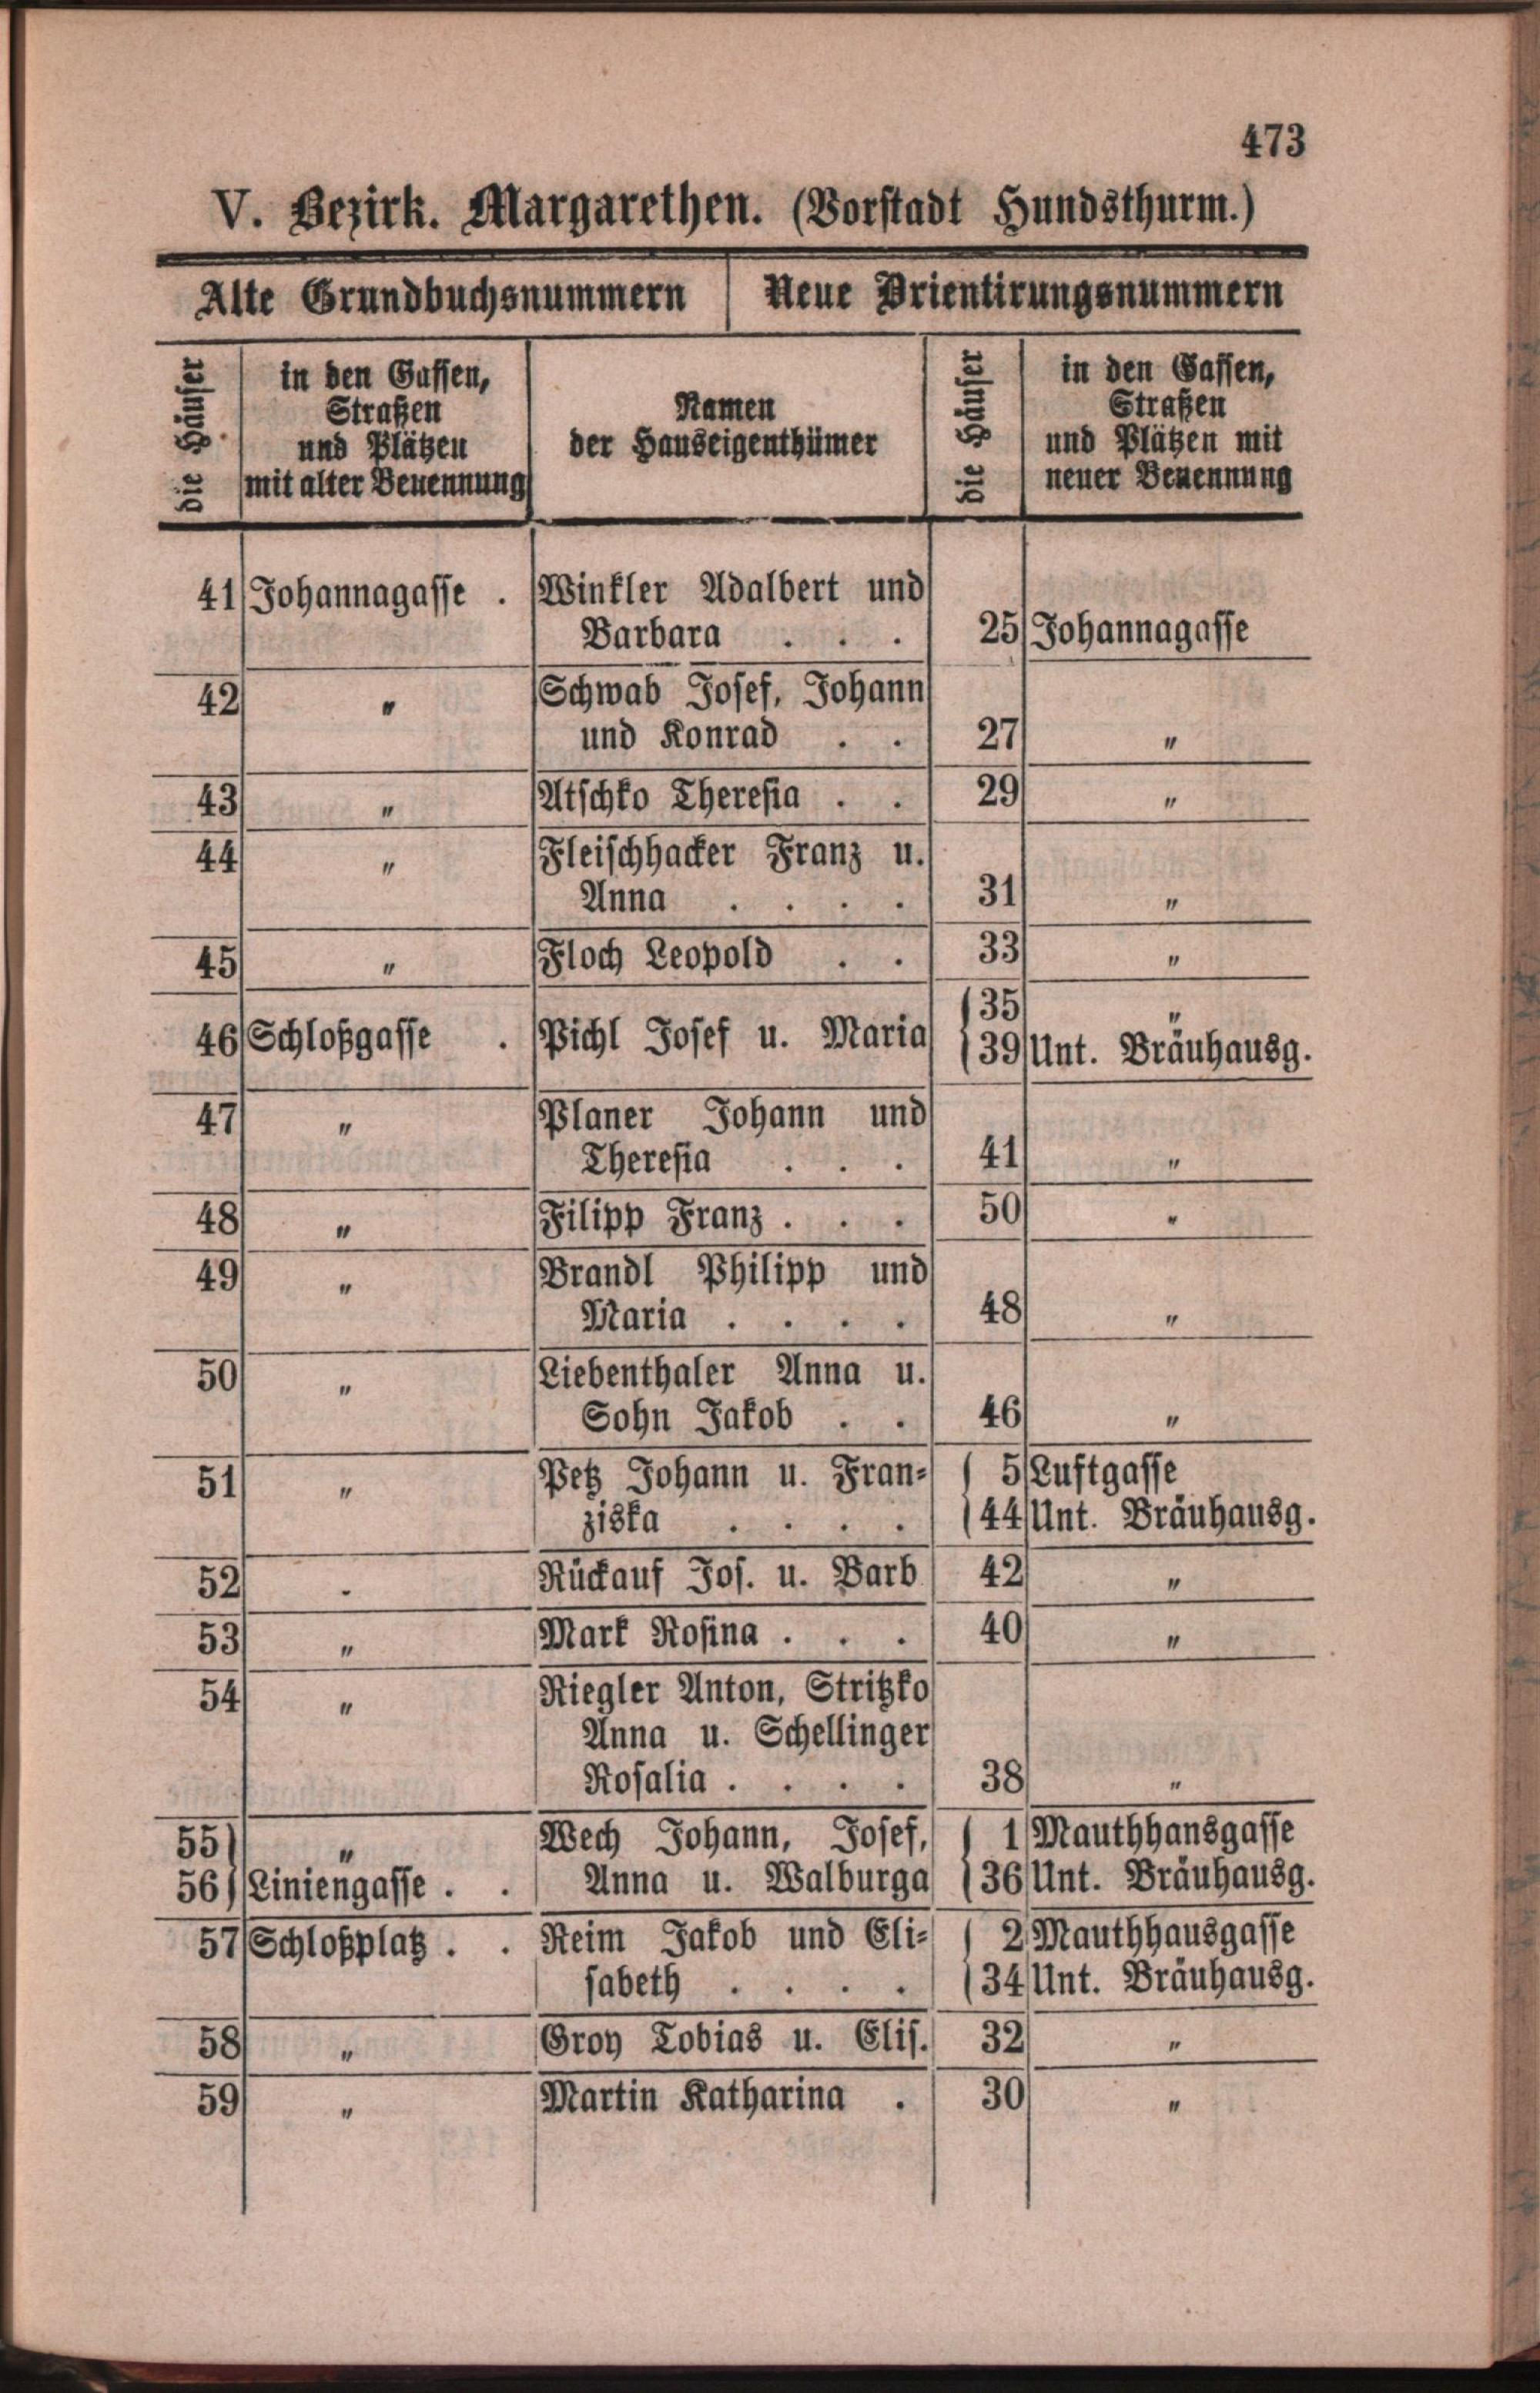 473
V. Bezirk. Margarethen. (Vorstadt Hundsthurm.)
Alte Grundbuchsnummern Neue Orientirungsnummern
die Häuser
in den Gassen,
Straßen
und Plätzen
mit alter Benennung
Namen
der Hauseigenthümer
die Häuser
in den Gassen,
Straßen
und Plätzen mit
neuer Benennung
41 Johannagasse . Winkler Adalbert und
Barbara . . . 25 Johannagasse
42 " Schwab Josef, Johann
und Konrad . . 27 "
43 " Atschko Theresia . . 29 "
44 " Fleischhacker Franz u.
Anna . . . . 31 "
45 " Floch Leopold . . 33 "
46 Schloßgasse . Pichl Josef u. Maria { 35 "
39 Unt. Bräuhausg.
47 " Planer Johann und
Theresia . . . 41 "
48 " Filipp Franz . . . 50 "
49 " Brandl Philipp und
Maria . . . . 48 "
50 " Liebenthaler Anna u.
Sohn Jakob . . 46 "
51 " Petz Johann u. Fran- { 5 Luftgasse
ziska . . . . 44 Unt. Bräuhausg.
52 " Rückauf Jos. u. Barb 42 "
53 " Mark Rosina . . . 40 "
54 " Riegler Anton, Stritzko
Anna u. Schellinger
Rosalia . . . . 38 "
55 } " Wech Johann, Josef, { 1 Mauthhansgasse
56 } Liniengasse . . Anna u. Walburga 36 Unt. Bräuhausg.
57 Schloßplatz . . Reim Jakob und Eli- { 2 Mauthhausgasse
sabeth . . . . 34 Unt. Bräuhausg.
58 " Groy Tobias u. Elis. 32 "
59 " Martin Katharina . 30 "